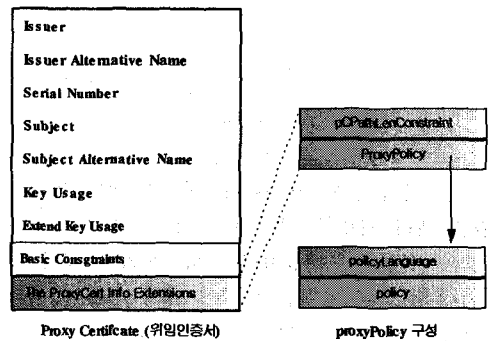 Issuer
Issuer Alternative Name
Serial Number
Subject
Subject Alternative Name
Key Usage
Extend Key Usage
Basic Consgtraints
The ProxyCert Info Extensions
Proxy Certifcate (위임인증서)
pCPathLenConstraint
ProxyPolicy
policyLanguage
policy
proxyPolicy 구성